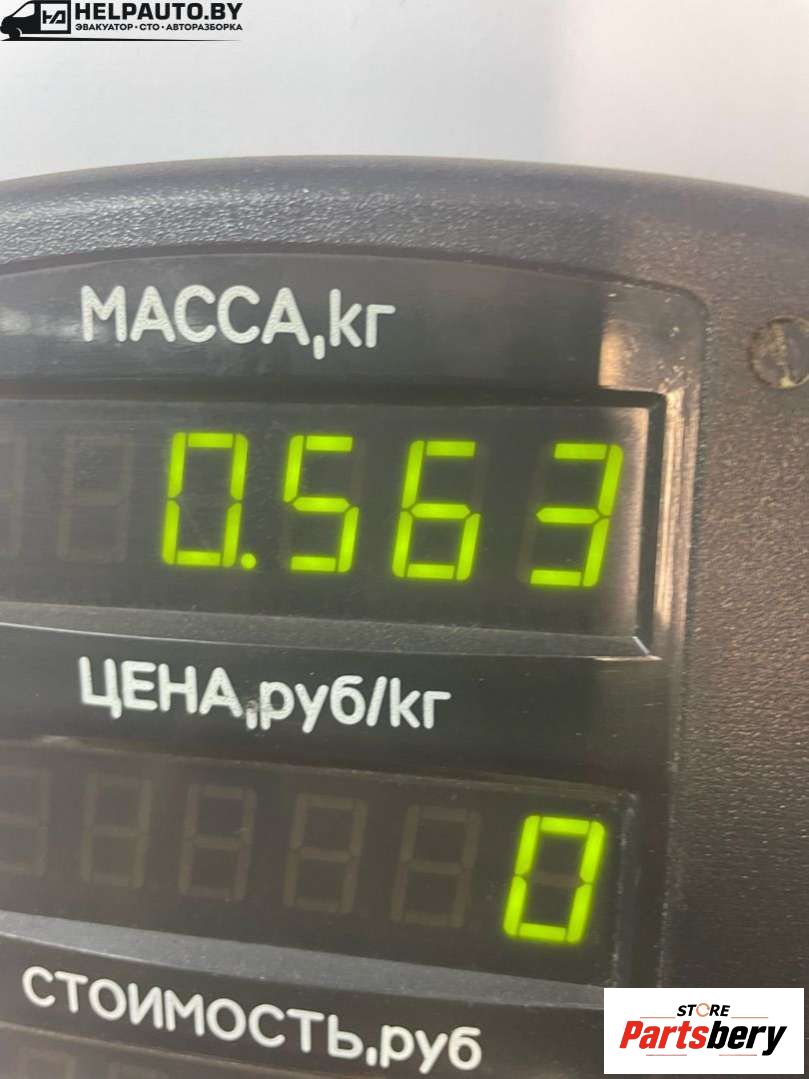 HELPAUTO.BY
ЭВАКУАТОР • СТО • АВТОРАЗБОРКА
МАССА,кг
0.563
ЦЕНА,руб/кг
0
СТОИМОСТЬ,руб
STORE
Partsbery